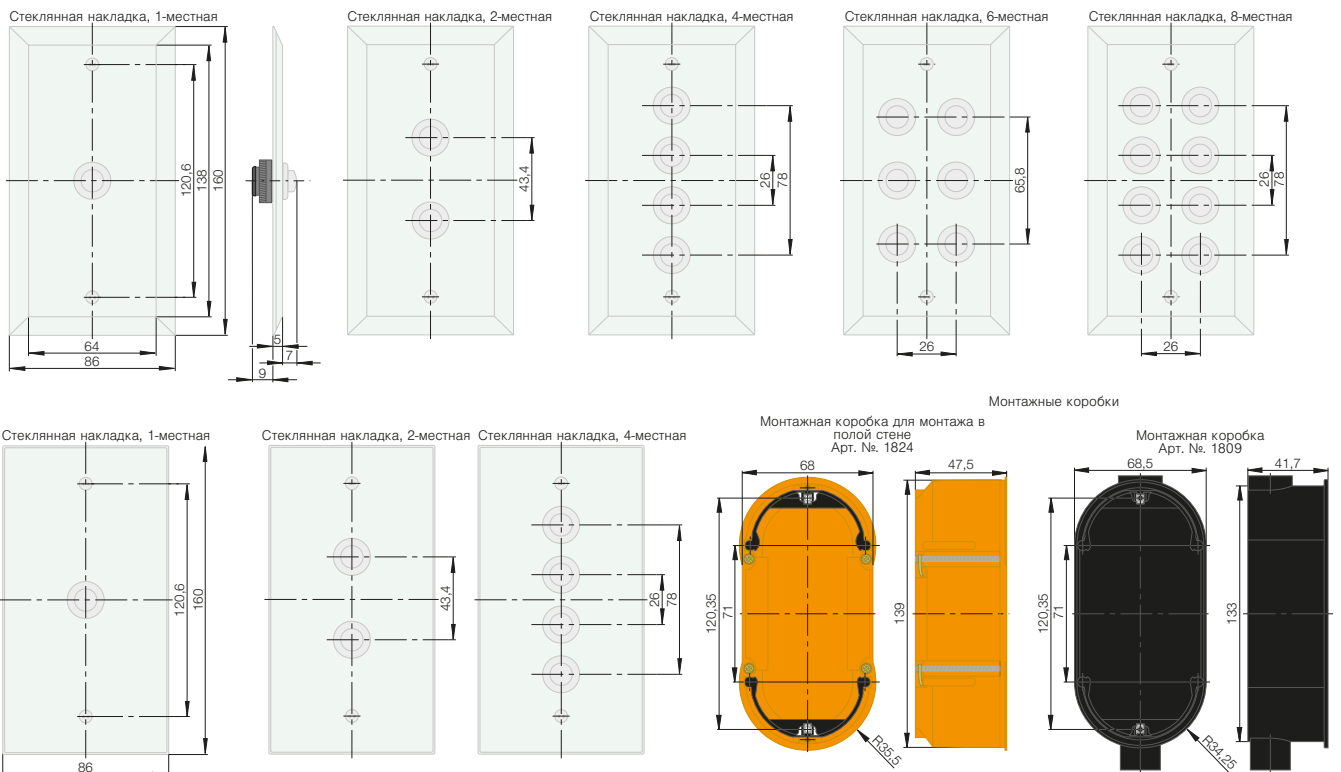 Стеклянная накладка, 1-местная
Стеклянная накладка, 2-местная
Стеклянная накладка, 4-местная
Стеклянная накладка, 6-местная
Стеклянная накладка, 8-местная
120,6
138
160
64
86
5
7
9
43,4
26
78
65,8
26
26
78
26
Монтажные коробки
Стеклянная накладка, 1-местная
Стеклянная накладка, 2-местная
Стеклянная накладка, 4-местная
Монтажная коробка для монтажа в
полой стене
Арт. №. 1824
Монтажная коробка
Арт. №. 1809
120,6
160
86
43,4
26
78
68
47,5
120,35
71
139
R35,5
68,5
41,7
120,35
71
133
R34,25